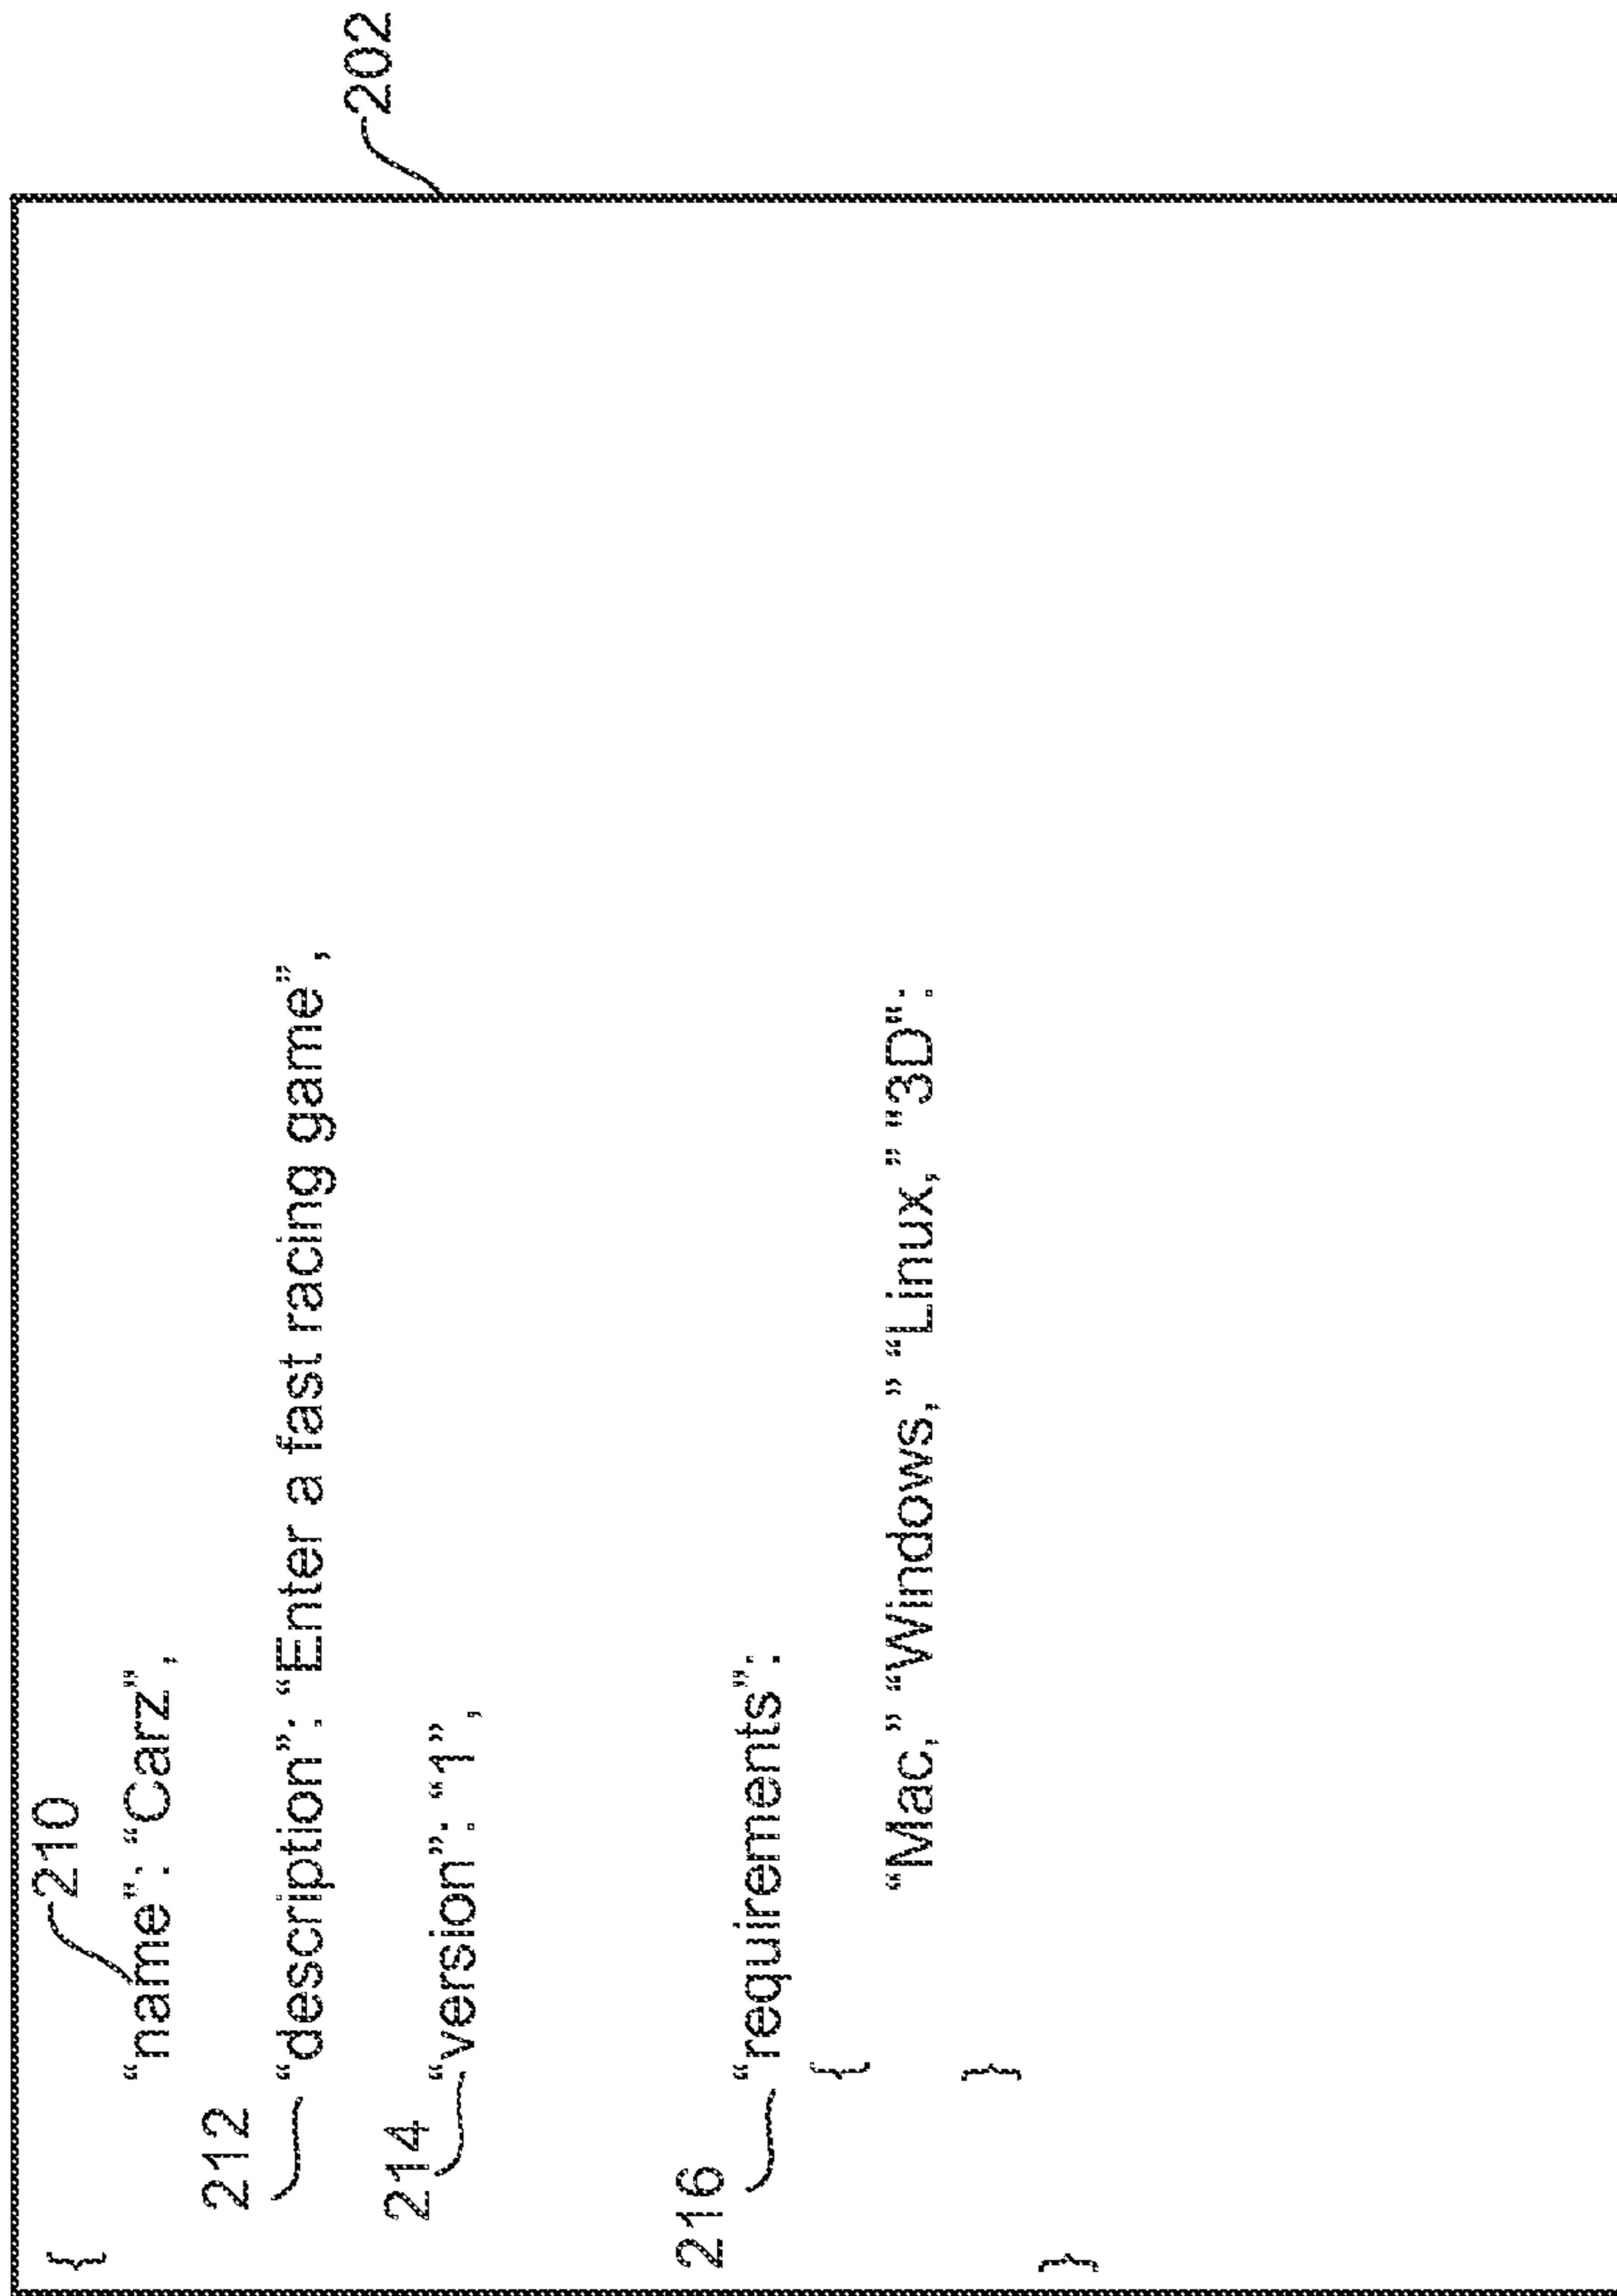 202
{
210
“name”: “Carz”,
212
“description”: “Enter a fast racing game”,
214
“version”: “1”,
216
“requirements”:
{
“Mac,” “Windows,” “Linux,” ”3D":
}
}